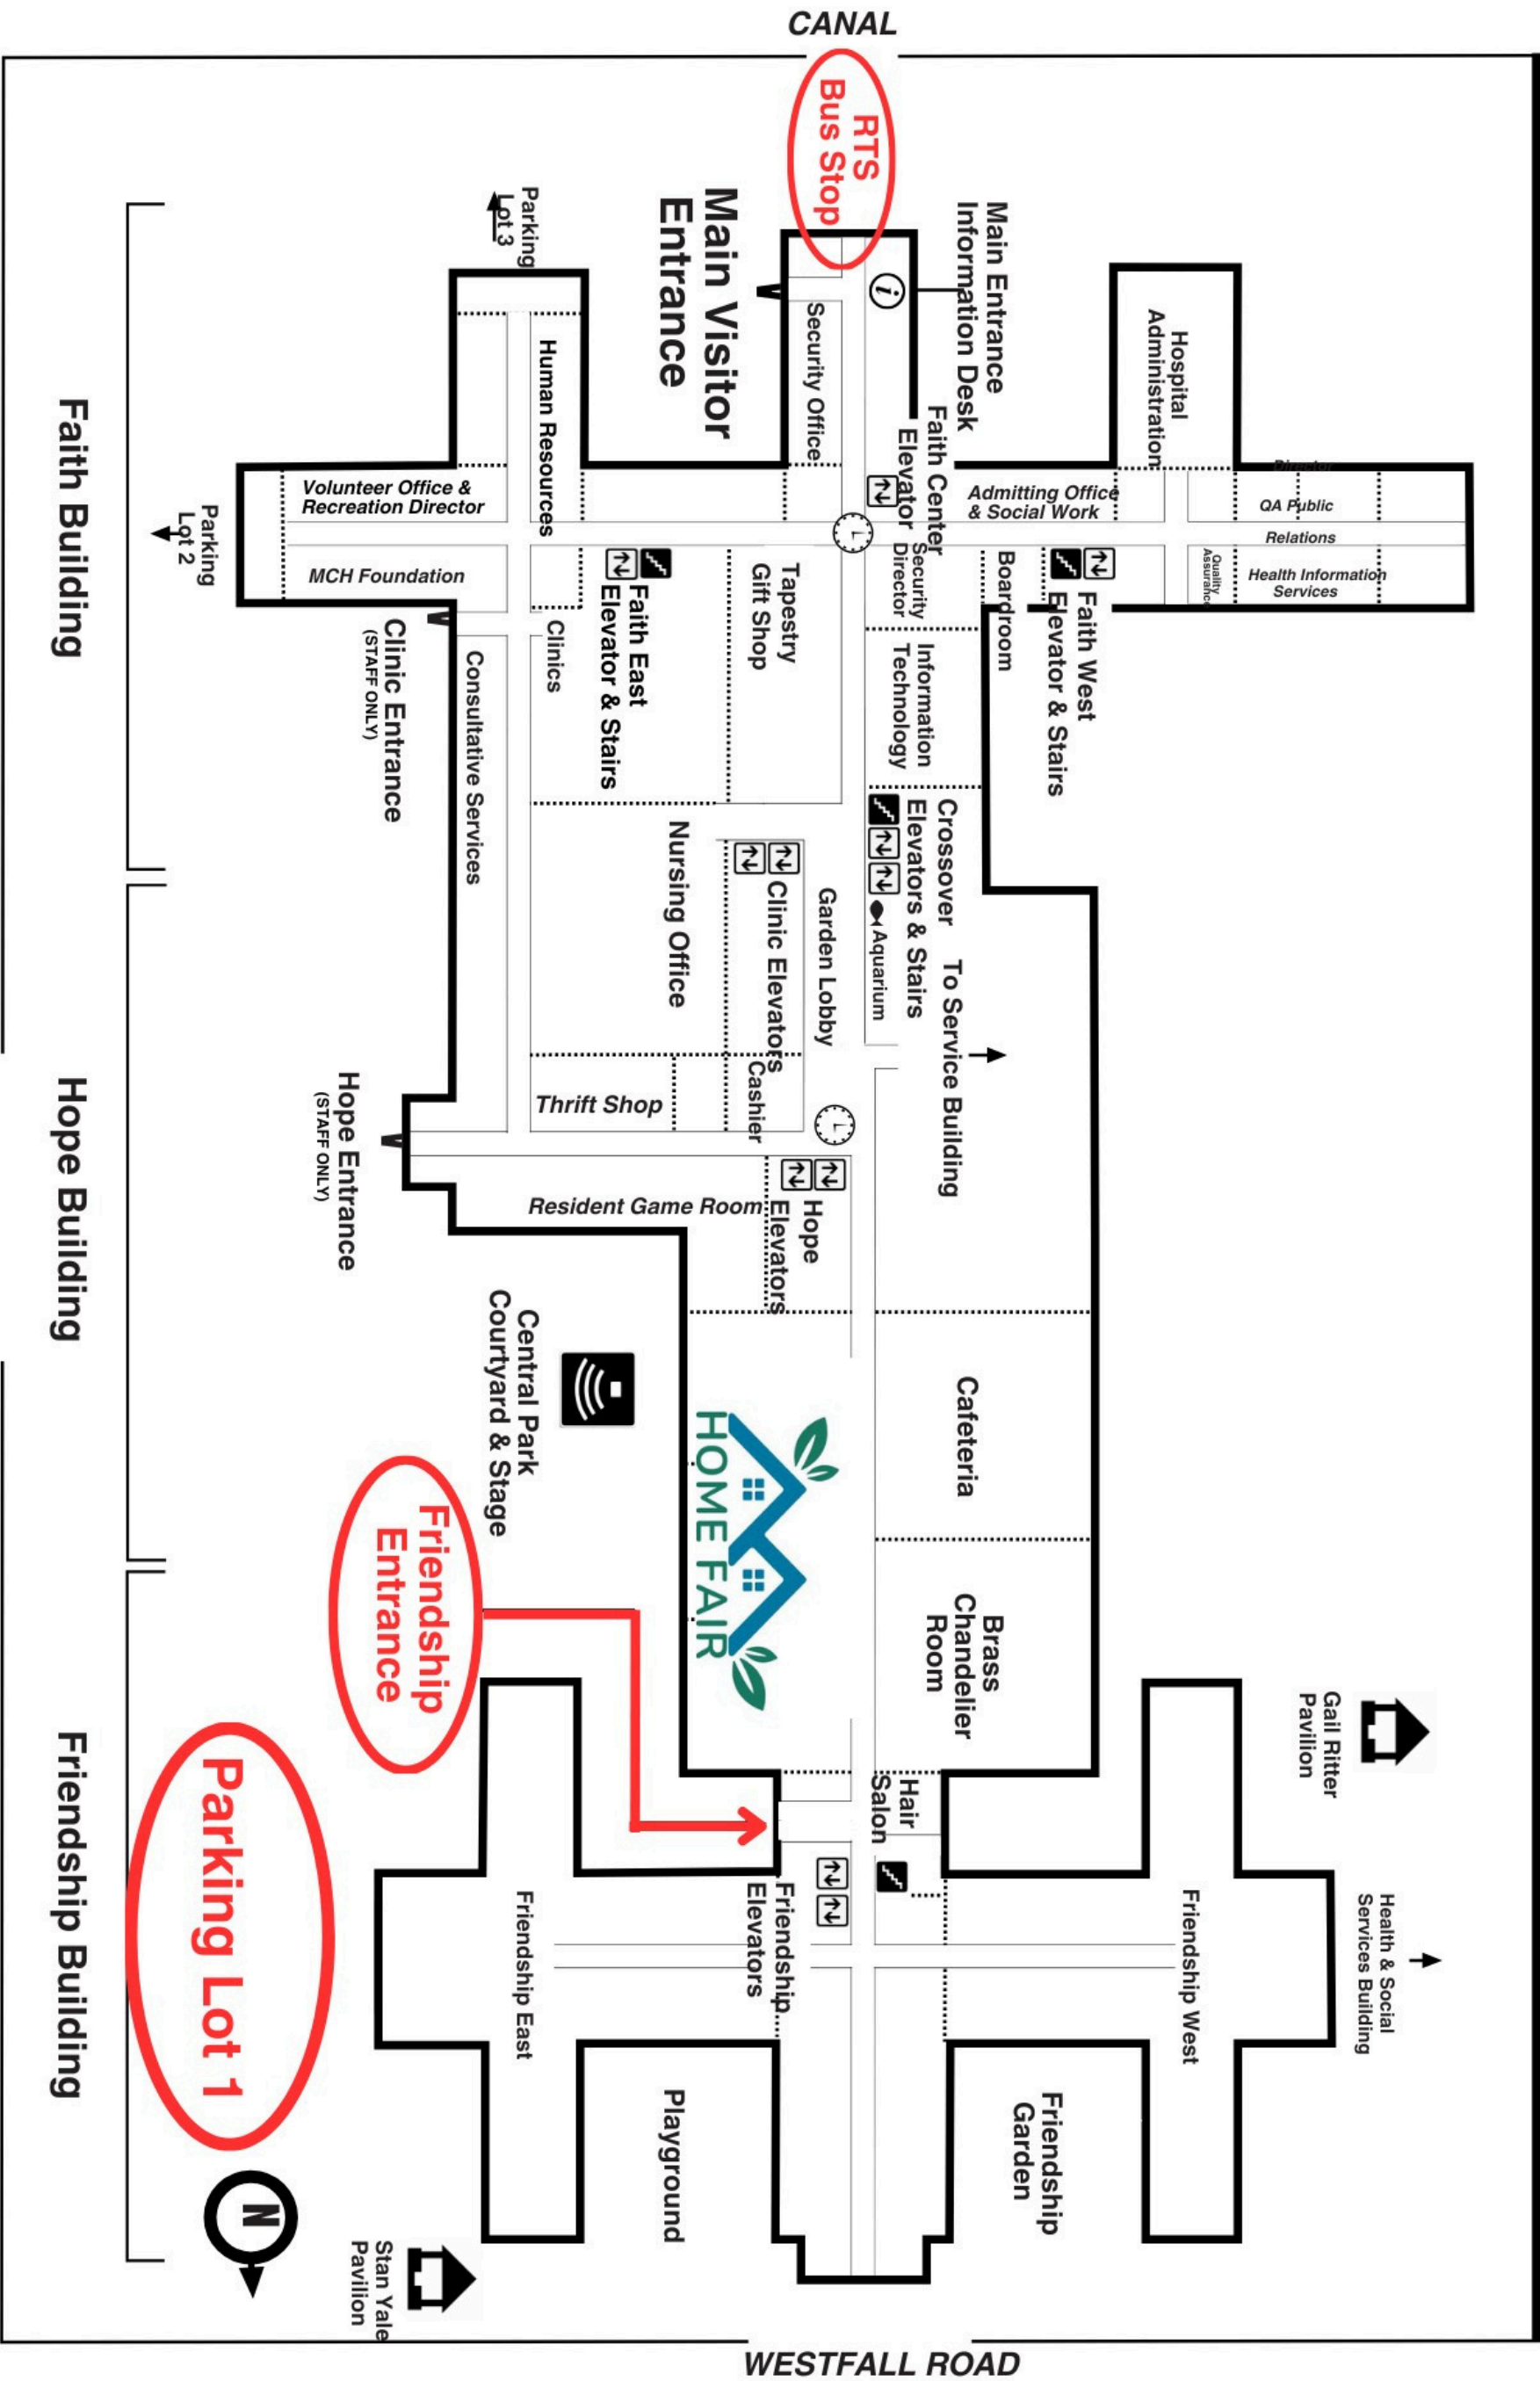 CANAL
RTS
Bus Stop
Main Visitor
Entrance
Main Entrance
Information Desk
i
Security Office
Parking
Lot 3
Human Resources
Hospital
Administration
Faith Center
Elevator
Admitting Office
& Social Work
Director
QA Public
Relations
Quality
Assurance
Health Information
Services
Volunteer Office &
Recreation Director
MCH Foundation
Parking
Lot 2
Faith Building
Clinic Entrance
(STAFF ONLY)
Clinics
Consultative Services
Faith East
Elevator & Stairs
Tapestry
Gift Shop
Security
Director
Boardroom
Faith West
Elevator & Stairs
Information
Technology
Crossover
Elevators & Stairs
Aquarium
To Service Building
Nursing Office
Clinic Elevators
Garden Lobby
Cashier
Thrift Shop
Hope Entrance
(STAFF ONLY)
Hope Building
Resident Game Room
Hope
Elevators
Central Park
Courtyard & Stage
HOME FAIR
Cafeteria
Brass
Chandelier
Room
Friendship
Entrance
Parking Lot 1
Friendship Building
Hair
Salon
Friendship
Elevators
Friendship East
Friendship West
Gail Ritter
Pavilion
Health & Social
Services Building
Playground
Friendship
Garden
N
Stan Yale
Pavilion
WESTFALL ROAD